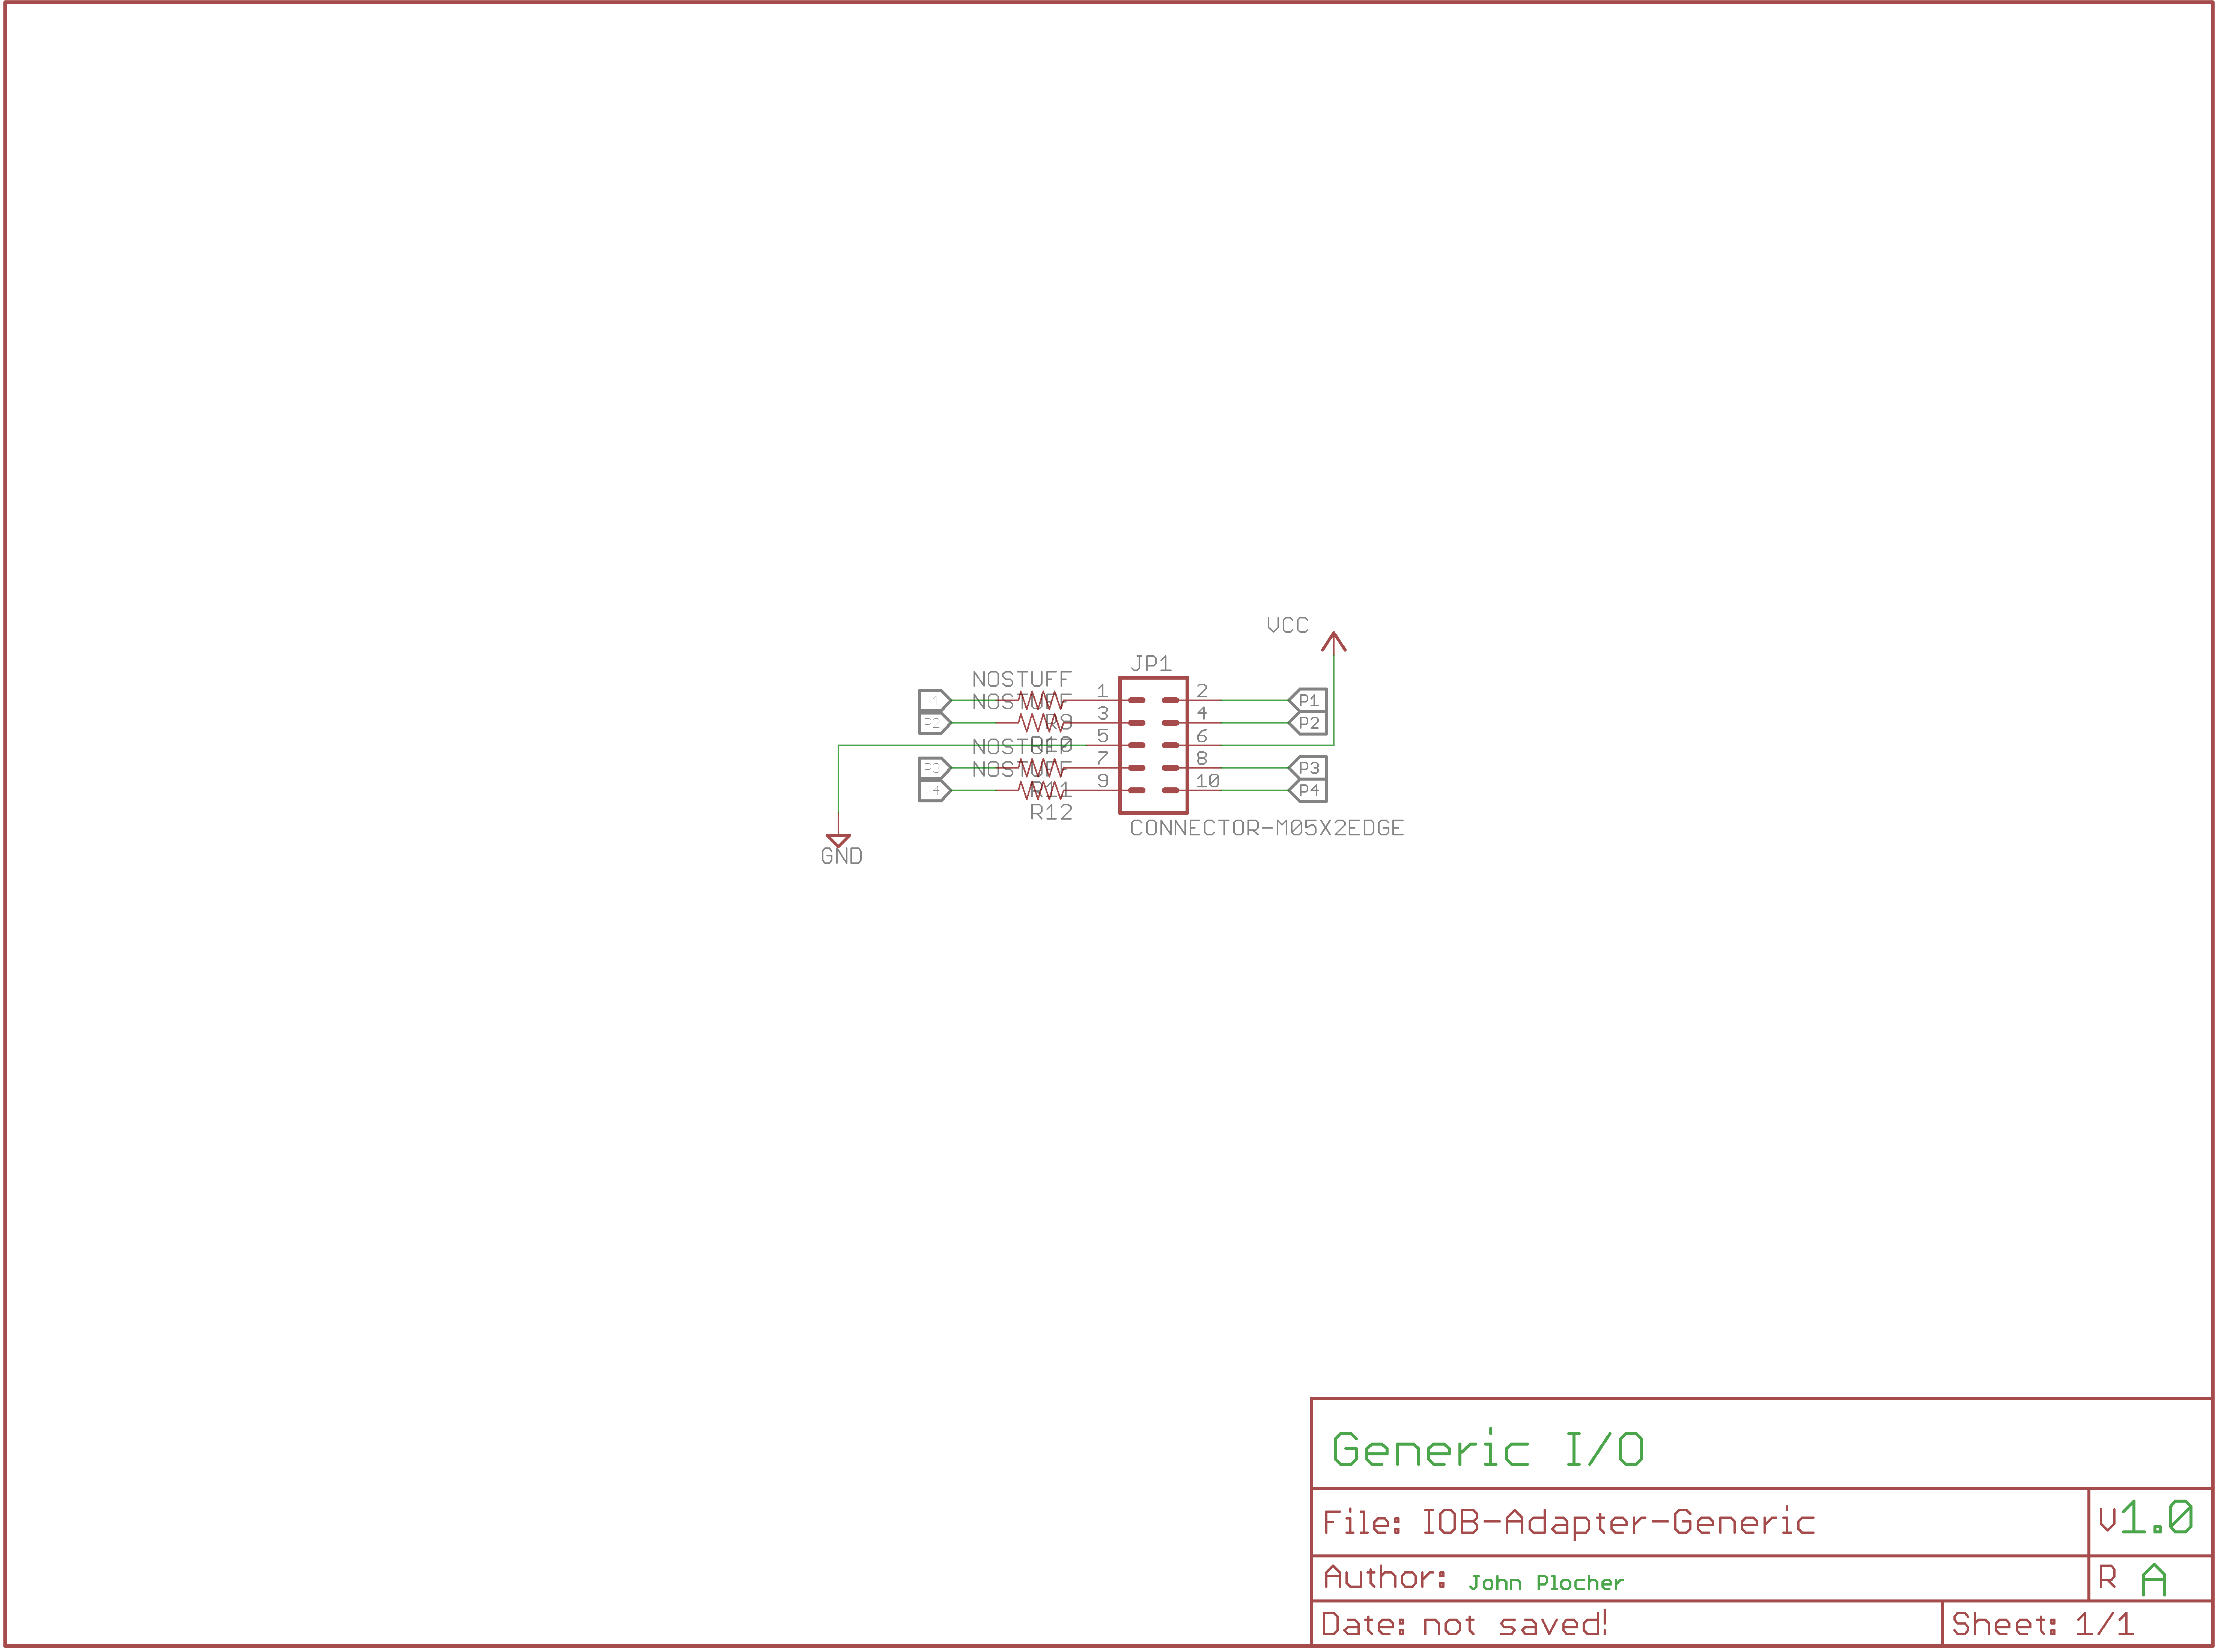 VCC
JP1
NOSTUFF
1 2
P1 P1
NOSTUFF
3 4
R9
P2 P2
5 6
R10
NOSTUFF
7 8
P3 P3
NOSTUFF
9 10
R11
P4 P4
R12
CONNECTOR-M05X2EDGE
GND
Generic I/O
File: IOB-Adapter-Generic
v1.0
Author: John Plocher
R A
Date: not saved!
Sheet: 1/1